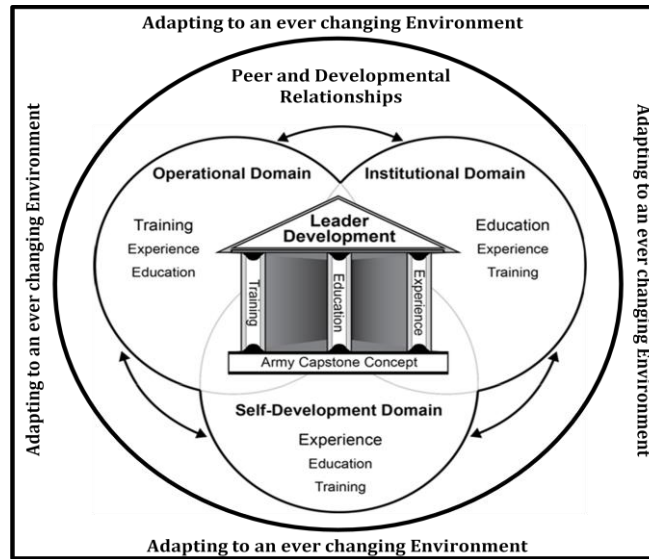 Adapting to an ever changing Environment
Peer and Developmental
Relationships
Adapting to an ever changing Environment
Adapting to an ever changing Environment
Operational Domain
Institutional Domain
Training
Experience
Education
Education
Experience
Training
Leader
Development
Training
Education
Experience
Army Capstone Concept
Self-Development Domain
Experience
Education
Training
Adapting to an ever changing Environment